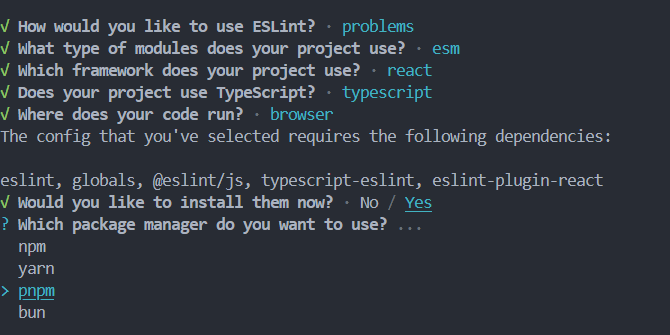 √ How would you like to use ESLint? · problems
√ What type of modules does your project use? · esm
√ Which framework does your project use? · react
√ Does your project use TypeScript? · typescript
√ Where does your code run? · browser
The config that you've selected requires the following dependencies:
eslint, globals, @eslint/js, typescript-eslint, eslint-plugin-react
√ Would you like to install them now? · No / Yes
? Which package manager do you want to use? ...
npm
yarn
> pnpm
bun